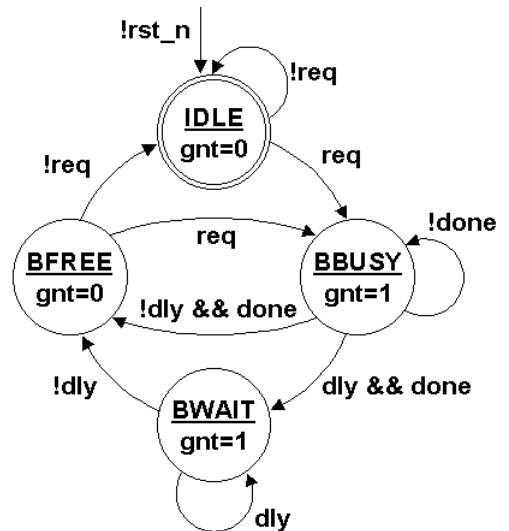 !rst_n
!req
IDLE
gnt=0
!req
req
!done
req
BFREE
gnt=0
BBUSY
gnt=1
!dly && done
!dly
dly && done
BWAIT
gnt=1
dly